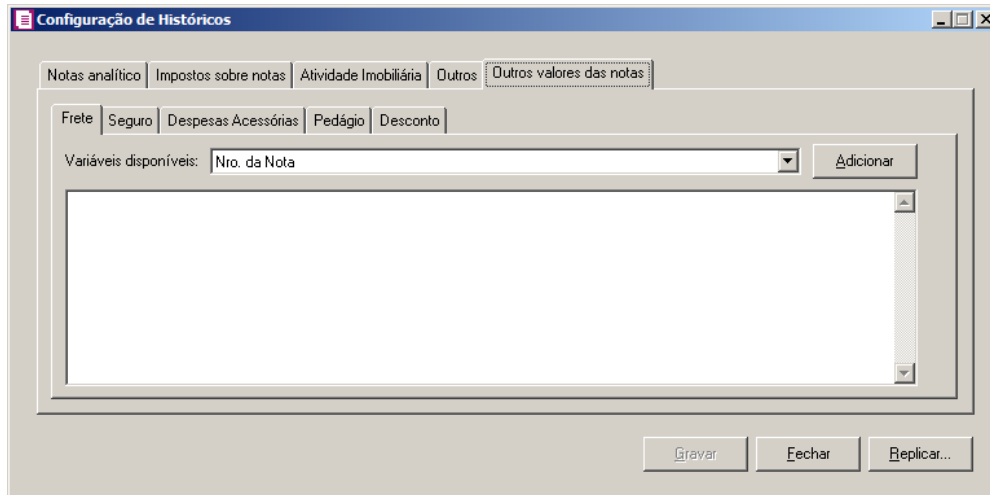 Configuração de Históricos
Notas analítico Impostos sobre notas Atividade Imobiliária Outros Outros valores das notas
Frete Seguro Despesas Acessórias Pedágio Desconto
Variáveis disponíveis: Nro. da Nota Adicionar
Gravar Fechar Replicar...